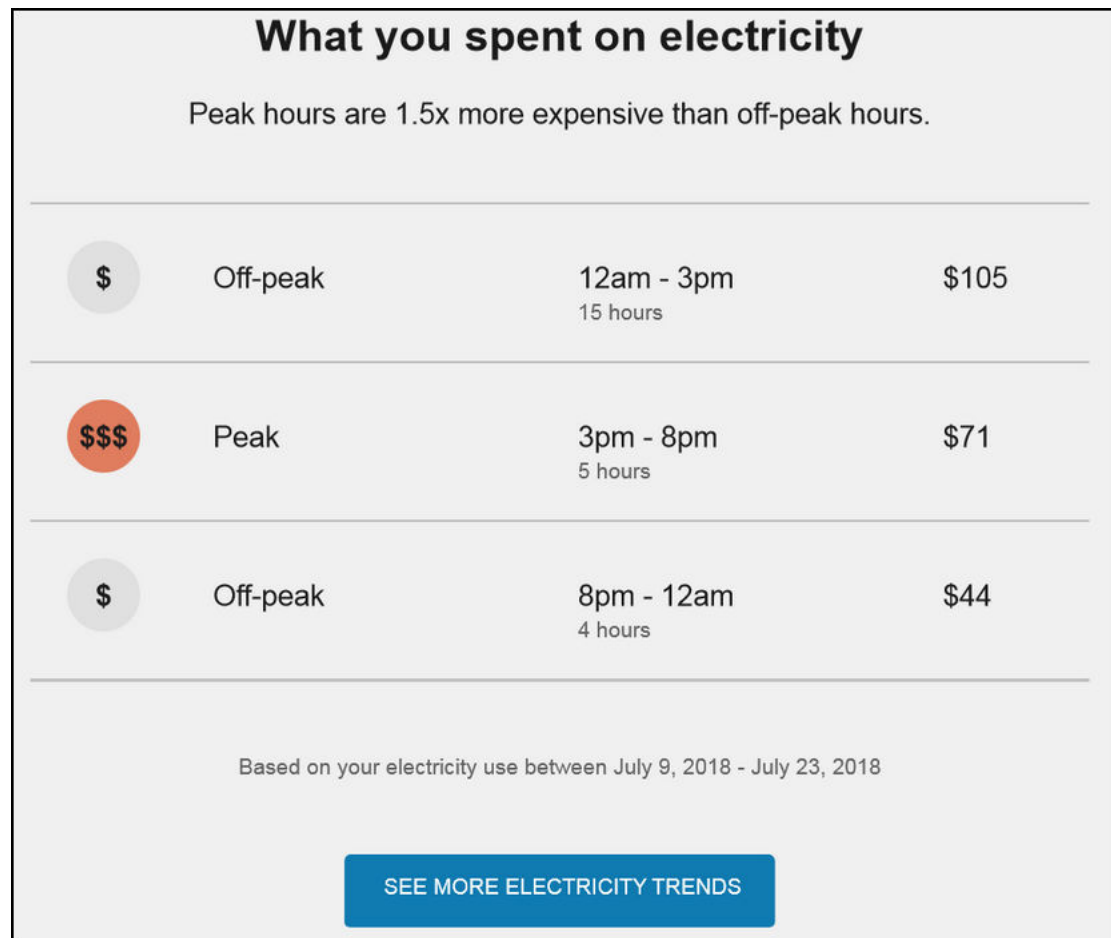 What you spent on electricity
Peak hours are 1.5x more expensive than off-peak hours.
$ Off-peak 12am - 3pm $105
15 hours
$$$ Peak 3pm - 8pm $71
5 hours
$ Off-peak 8pm - 12am $44
4 hours
Based on your electricity use between July 9, 2018 - July 23, 2018
SEE MORE ELECTRICITY TRENDS